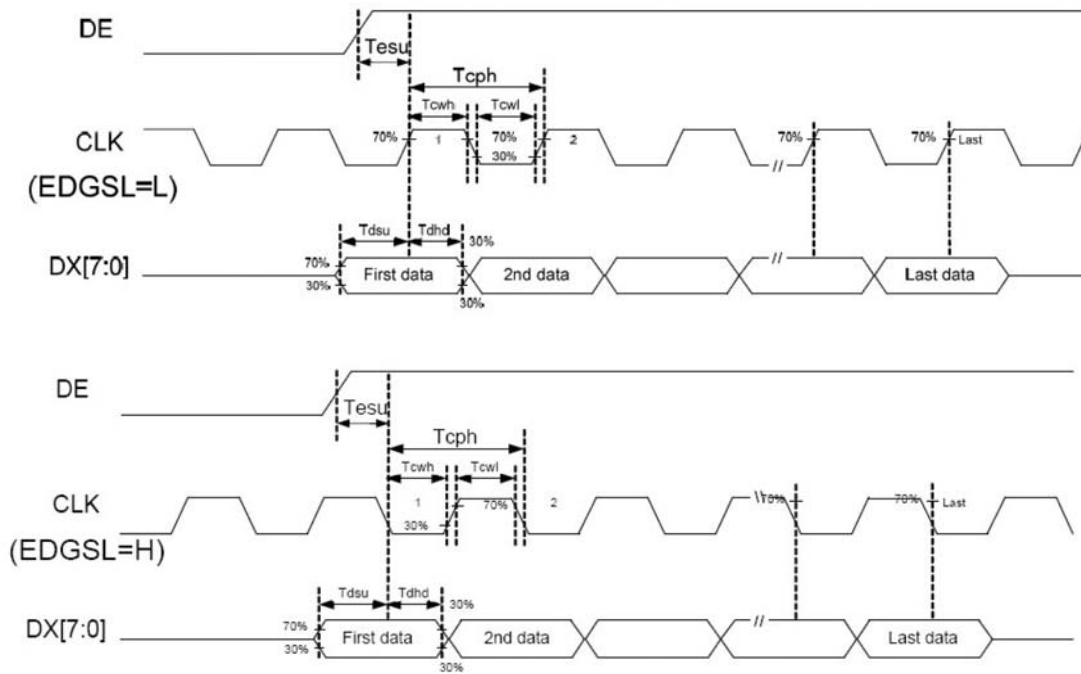 DE
Tesu
Tcph
Tcwh
Tcwl
CLK
(EDGSL=L)
70%
1
70%
30%
2
//
70%
70%
Last
Tdsu
Tdhd
30%
DX[7:0]
70%
30%
First data
30%
2nd data
//
Last data
DE
Tesu
Tcph
Tcwh
Tcwl
CLK
(EDGSL=H)
1
30%
70%
2
\\
70%
70%
Last
Tdsu
Tdhd
30%
DX[7:0]
70%
30%
First data
30%
2nd data
//
Last data